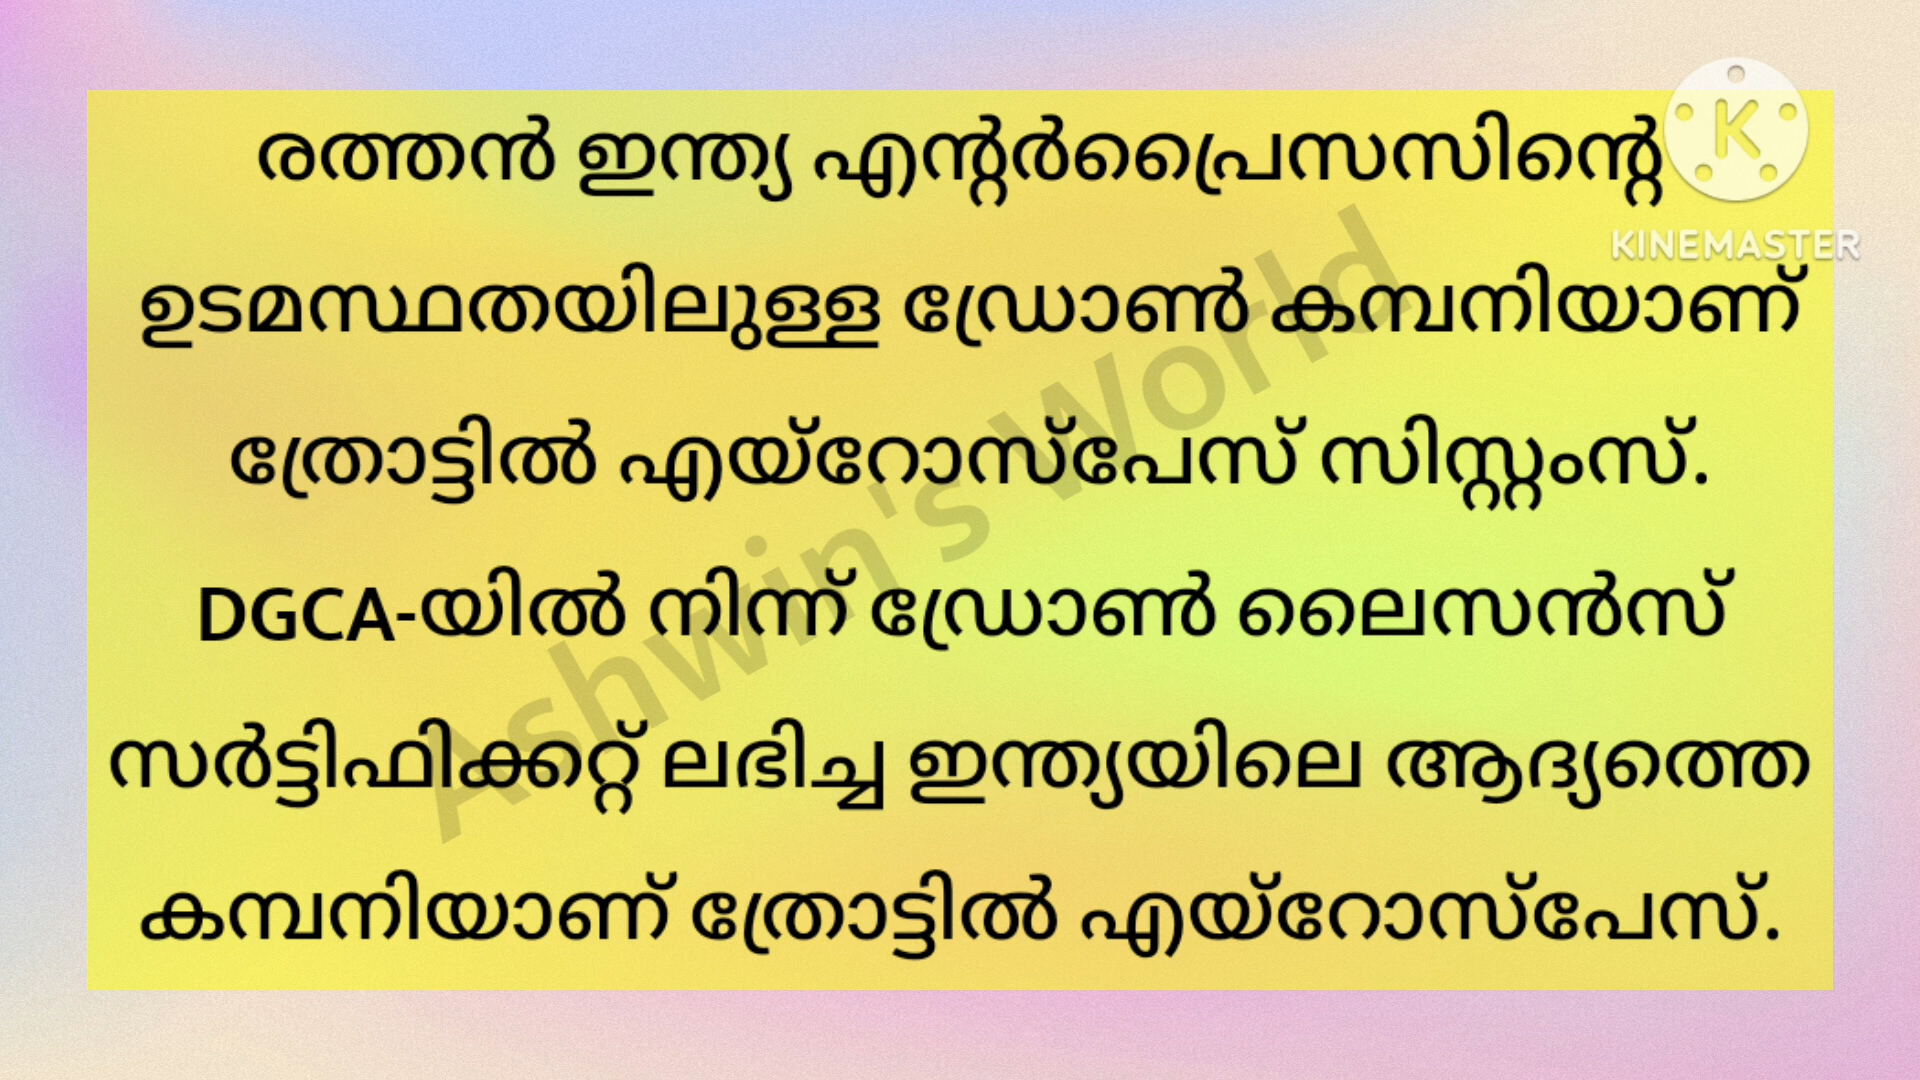 രത്തൻ ഇന്ത്യ എന്റർപ്രൈസസിന്റെ
ഉടമസ്ഥതയിലുള്ള ഡ്രോൺ കമ്പനിയാണ്
ത്രോട്ടിൽ എയ്റോസ്പേസ് സിസ്റ്റംസ്.
DGCA-യിൽ നിന്ന് ഡ്രോൺ ലൈസൻസ്
സർട്ടിഫിക്കറ്റ് ലഭിച്ച ഇന്ത്യയിലെ ആദ്യത്തെ
കമ്പനിയാണ് ത്രോട്ടിൽ എയ്റോസ്പേസ്.
Ashwin's World
K
KINEMASTER